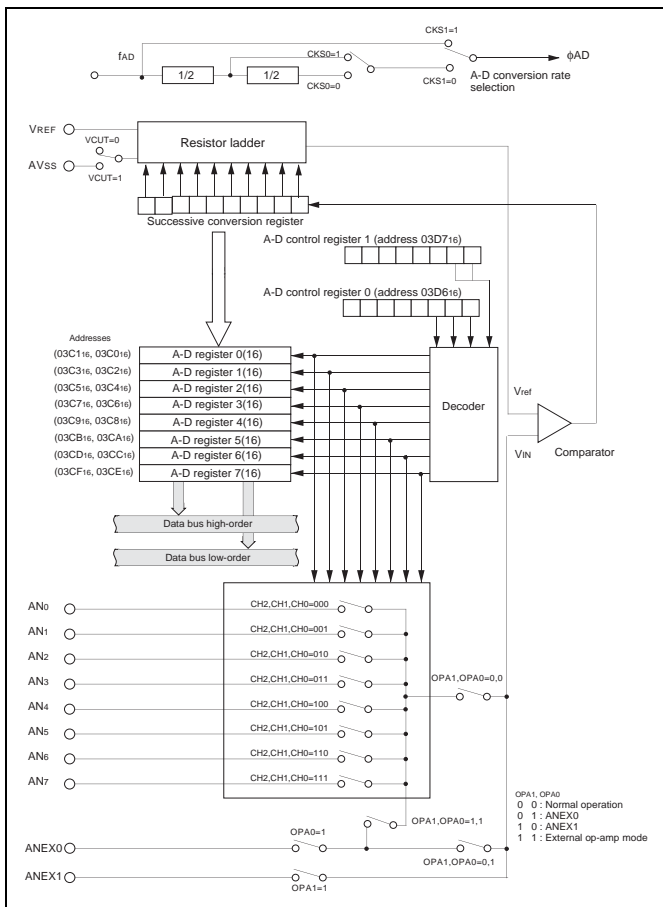 fAD
1/2
1/2
CKS0=1
CKS0=0
CKS1=1
CKS1=0
φAD
A-D conversion rate
selection
VREF
AVSS
VCUT=0
VCUT=1
Resistor ladder
Successive conversion register
A-D control register 1 (address 03D716)
A-D control register 0 (address 03D616)
Addresses
(03C116, 03C016) A-D register 0(16)
(03C316, 03C216) A-D register 1(16)
(03C516, 03C416) A-D register 2(16)
(03C716, 03C616) A-D register 3(16)
(03C916, 03C816) A-D register 4(16)
(03CB16, 03CA16) A-D register 5(16)
(03CD16, 03CC16) A-D register 6(16)
(03CF16, 03CE16) A-D register 7(16)
Decoder
Vref
VIN
Comparator
Data bus high-order
Data bus low-order
AN0 CH2,CH1,CH0=000
AN1 CH2,CH1,CH0=001
AN2 CH2,CH1,CH0=010
AN3 CH2,CH1,CH0=011
AN4 CH2,CH1,CH0=100
AN5 CH2,CH1,CH0=101
AN6 CH2,CH1,CH0=110
AN7 CH2,CH1,CH0=111
OPA1,OPA0=0,0
OPA1, OPA0
0 0 : Normal operation
0 1 : ANEX0
1 0 : ANEX1
1 1 : External op-amp mode
OPA1,OPA0=1,1
ANEX0
OPA0=1
OPA1,OPA0=0,1
ANEX1
OPA1=1